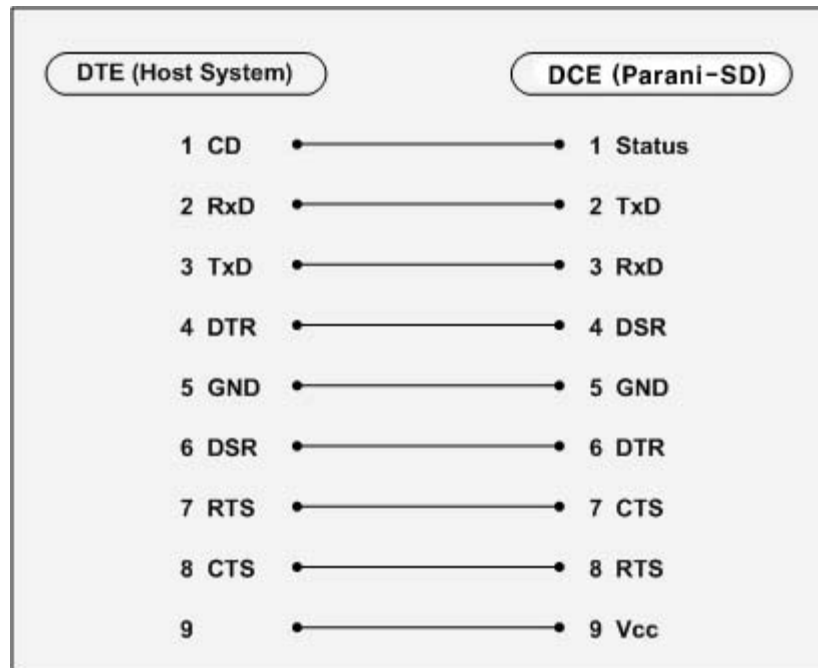 DTE (Host System) DCE (Parani-SD)
1 CD 1 Status
2 RxD 2 TxD
3 TxD 3 RxD
4 DTR 4 DSR
5 GND 5 GND
6 DSR 6 DTR
7 RTS 7 CTS
8 CTS 8 RTS
9 9 Vcc